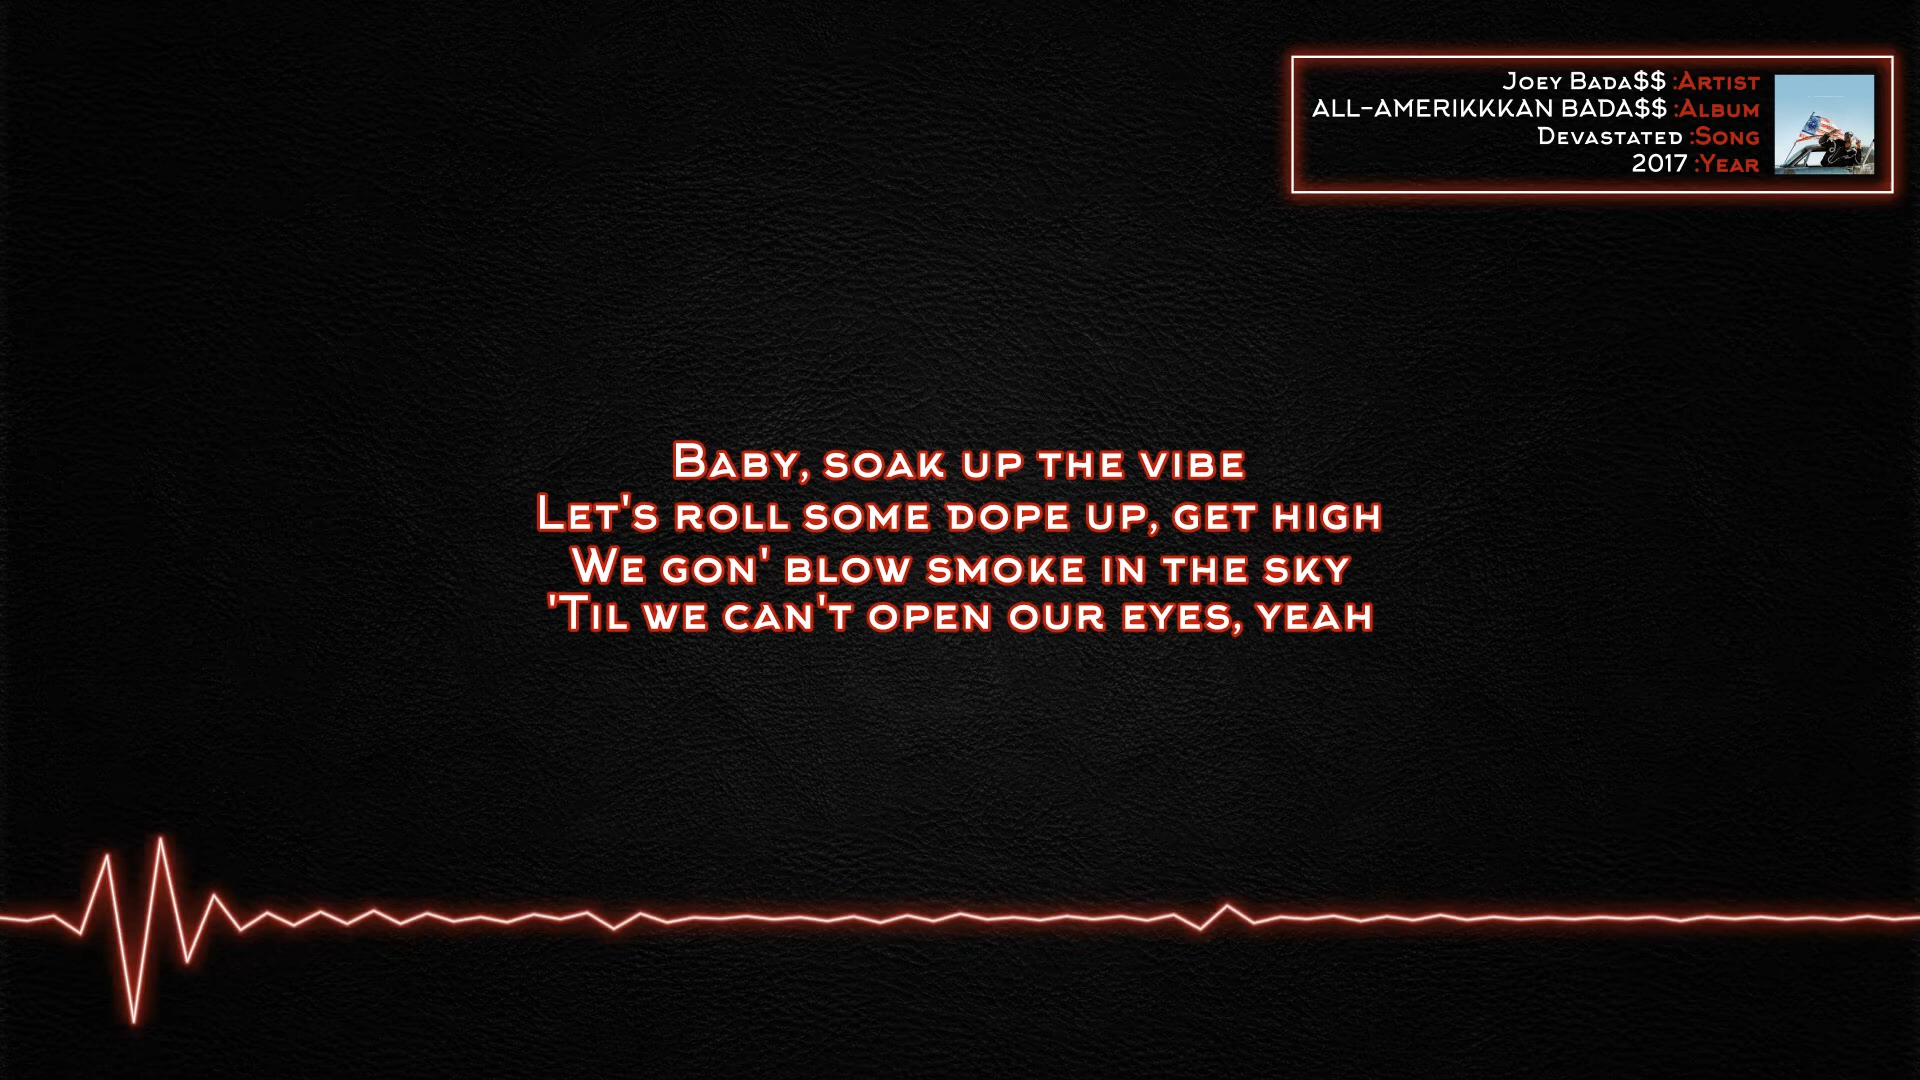 Joey Bada$$ :Artist
ALL-AMERIKKKAN BADA$$ :Album
Devastated :Song
2017 :Year
Baby, soak up the vibe
Let's roll some dope up, get high
We gon' blow smoke in the sky
'Til we can't open our eyes, yeah